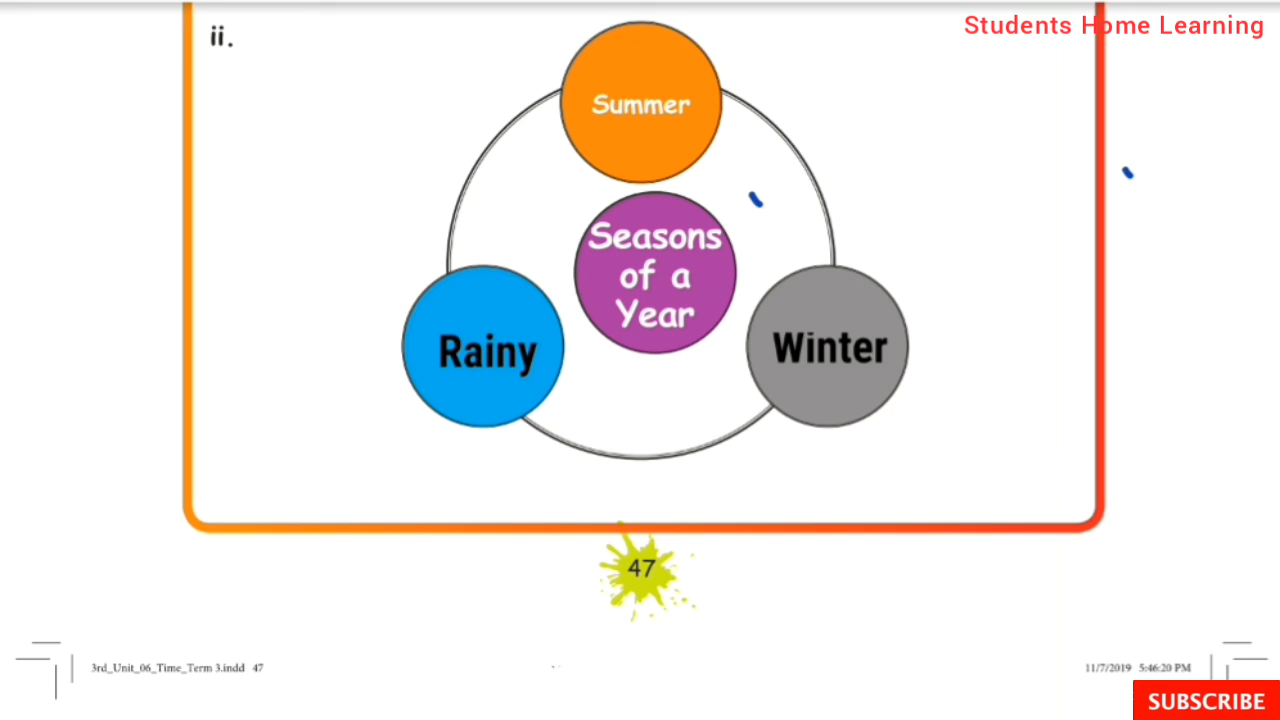 Students Home Learning
ii.
Summer
Seasons
of a
Year
Rainy
Winter
47
3rd_Unit_06_Time_Term 3.indd 47
11/7/2019 5:46:20 PM
SUBSCRIBE